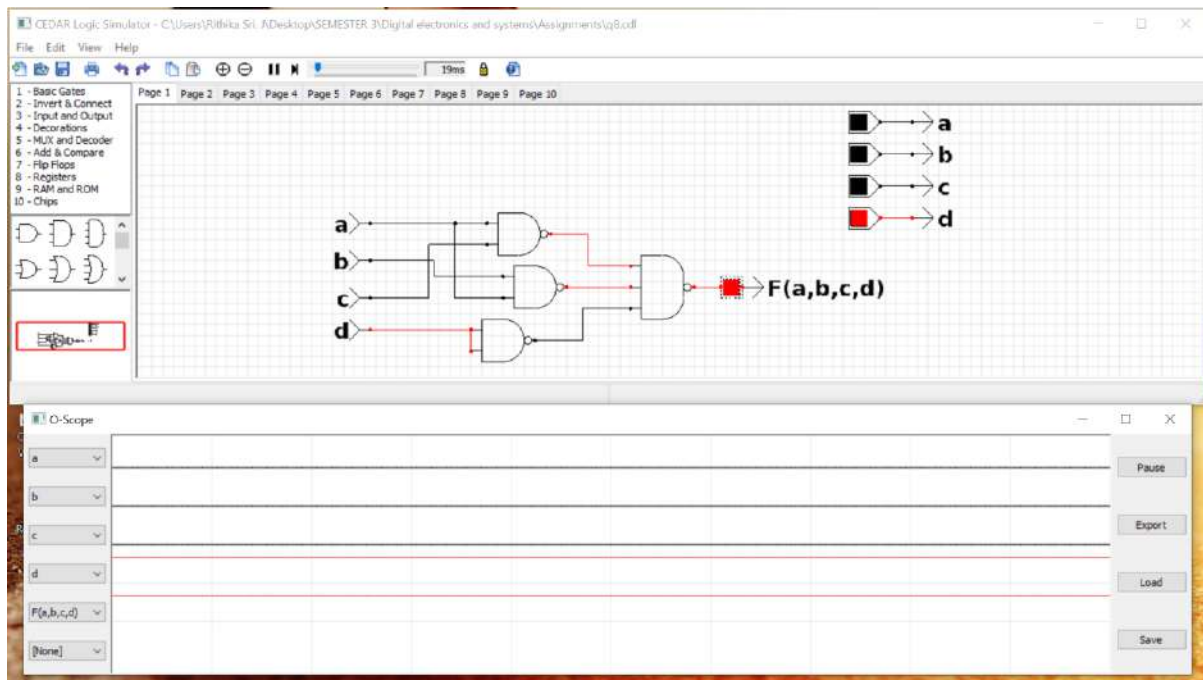 CEDAR Logic Simulator - C:\Users\Rithika Sri. J\Desktop\SEMESTER 3\Digital electronics and systems\Assignments\q8.cdl
File Edit View Help
19ms
1 - Basic Gates
2 - Invert & Connect
3 - Input and Output
4 - Decorations
5 - MUX and Decoder
6 - Add & Compare
7 - Flip Flops
8 - Registers
9 - RAM and ROM
10 - Chips
Page 1 Page 2 Page 3 Page 4 Page 5 Page 6 Page 7 Page 8 Page 9 Page 10
a
b
c
d
a
b
c
d
F(a,b,c,d)
O-Scope
a
b
c
d
F(a,b,c,d)
[None]
Pause
Export
Load
Save